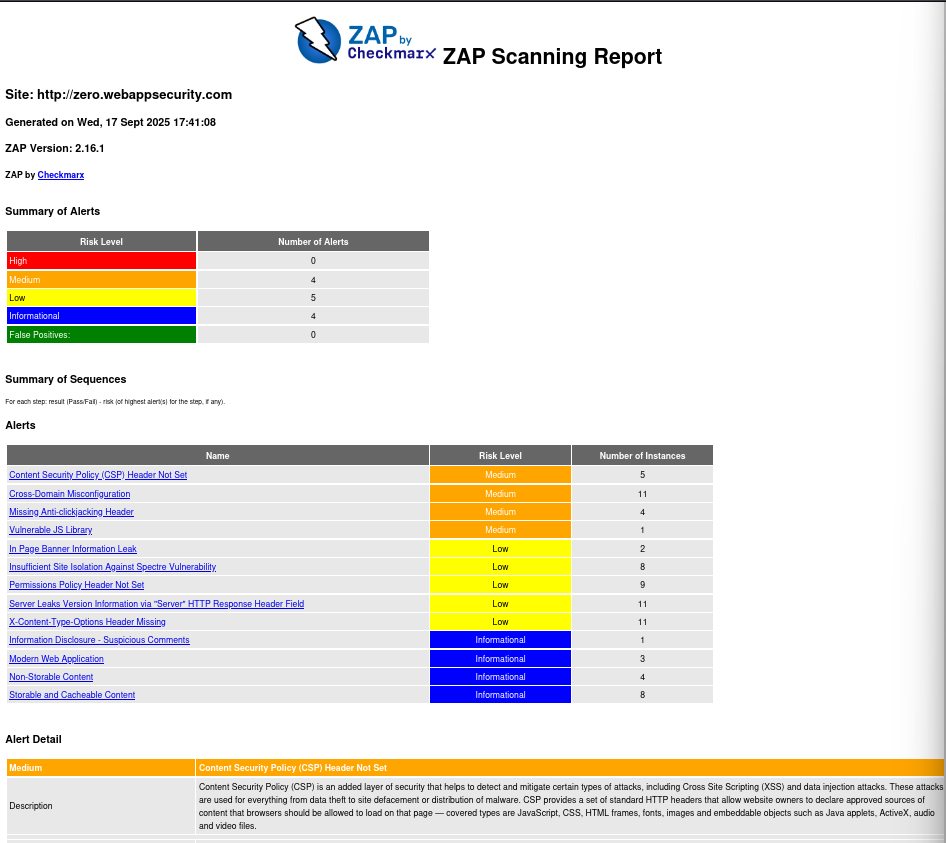 ZAP by
Checkmarx ZAP Scanning Report
Site: http://zero.webappsecurity.com
Generated on Wed, 17 Sept 2025 17:41:08
ZAP Version: 2.16.1
ZAP by Checkmarx
Summary of Alerts
Risk Level Number of Alerts
High 0
Medium 4
Low 5
Informational 4
False Positives: 0
Summary of Sequences
For each step: result (Pass/Fail) - risk (of highest alert(s) for the step, if any).
Alerts
Name Risk Level Number of Instances
Content Security Policy (CSP) Header Not Set Medium 5
Cross-Domain Misconfiguration Medium 11
Missing Anti-clickjacking Header Medium 4
Vulnerable JS Library Medium 1
In Page Banner Information Leak Low 2
Insufficient Site Isolation Against Spectre Vulnerability Low 8
Permissions Policy Header Not Set Low 9
Server Leaks Version Information via "Server" HTTP Response Header Field Low 11
X-Content-Type-Options Header Missing Low 11
Information Disclosure - Suspicious Comments Informational 1
Modern Web Application Informational 3
Non-Storable Content Informational 4
Storable and Cacheable Content Informational 8
Alert Detail
Medium Content Security Policy (CSP) Header Not Set
Description
Content Security Policy (CSP) is an added layer of security that helps to detect and mitigate certain types of attacks, including Cross Site Scripting (XSS) and data injection attacks. These attacks
are used for everything from data theft to site defacement or distribution of malware. CSP provides a set of standard HTTP headers that allow website owners to declare approved sources of
content that browsers should be allowed to load on that page — covered types are JavaScript, CSS, HTML frames, fonts, images and embeddable objects such as Java applets, ActiveX, audio
and video files.